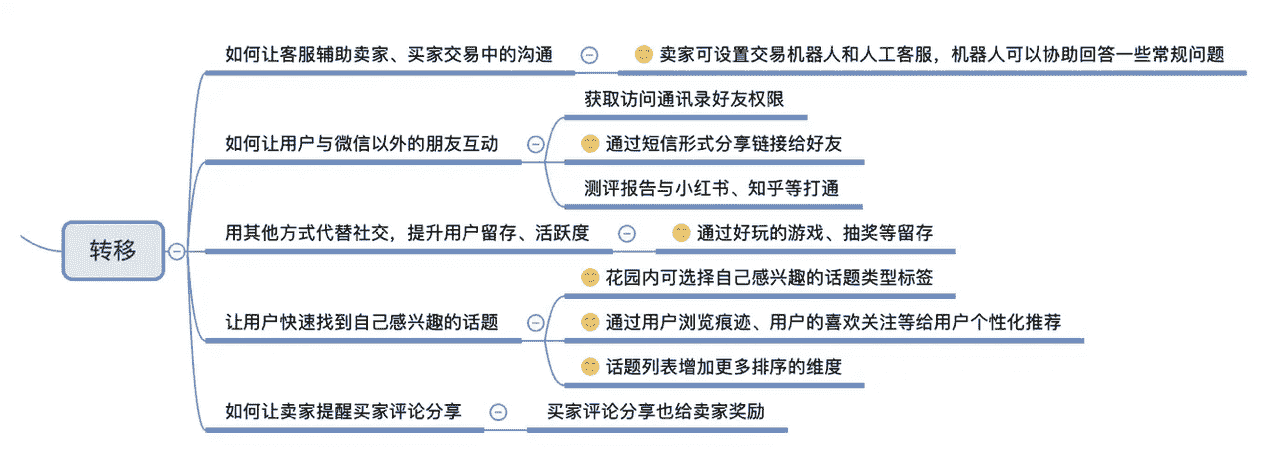 转移
如何让客服辅助卖家、买家交易中的沟通
卖家可设置交易机器人和人工客服，机器人可以协助回答一些常规问题
如何让用户与微信以外的朋友互动
获取访问通讯录好友权限
通过短信形式分享链接给好友
测评报告与小红书、知乎等打通
用其他方式代替社交，提升用户留存、活跃度
通过好玩的游戏、抽奖等留存
让用户快速找到自己感兴趣的话题
花园内可选择自己感兴趣的话题类型标签
通过用户浏览痕迹、用户的喜欢关注等给用户个性化推荐
话题列表增加更多排序的维度
如何让卖家提醒买家评论分享
买家评论分享也给卖家奖励